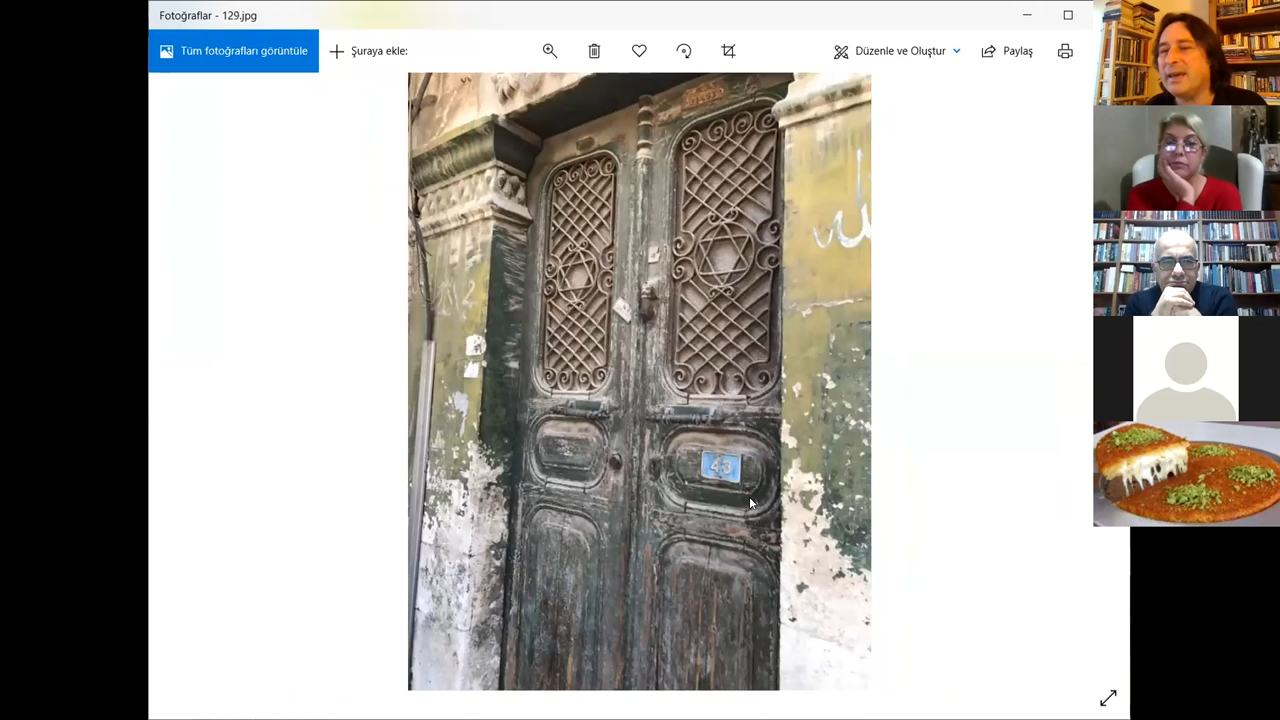 Fotoğraflar - 129.jpg
Tüm fotoğrafları görüntüle
Şuraya ekle:
Düzenle ve Oluştur
Paylaş
43